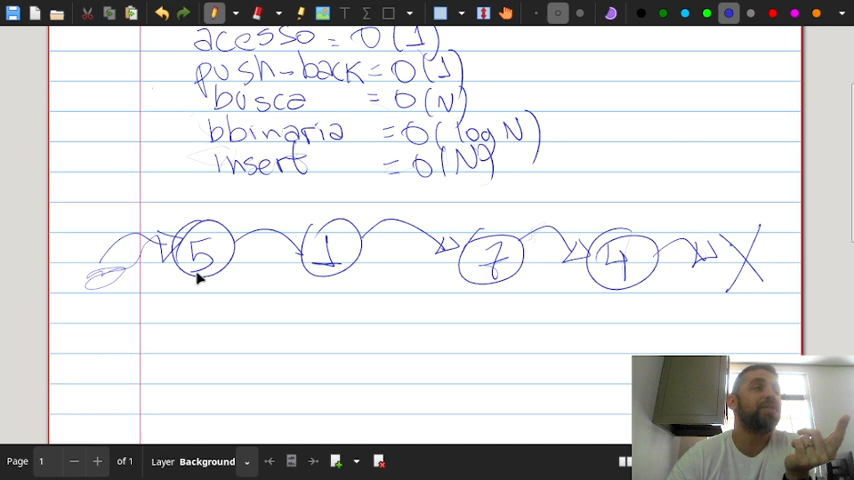 acesso = O(1)
push-back = O(1)
busca = O(N)
bbinaria = O(log N)
insert = O(N)
5 1 7 4 X
Page 1 of 1 Layer Background